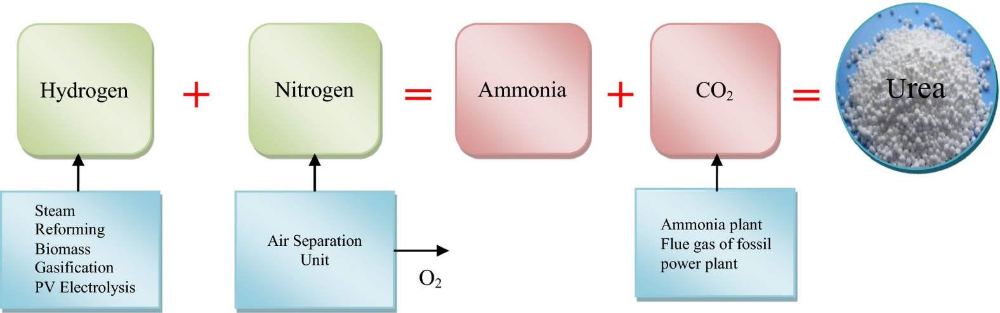 Hydrogen + Nitrogen = Ammonia + CO₂ = Urea
Steam
Reforming
Biomass
Gasification
PV Electrolysis
Air Separation
Unit
O₂
Ammonia plant
Flue gas of fossil
power plant